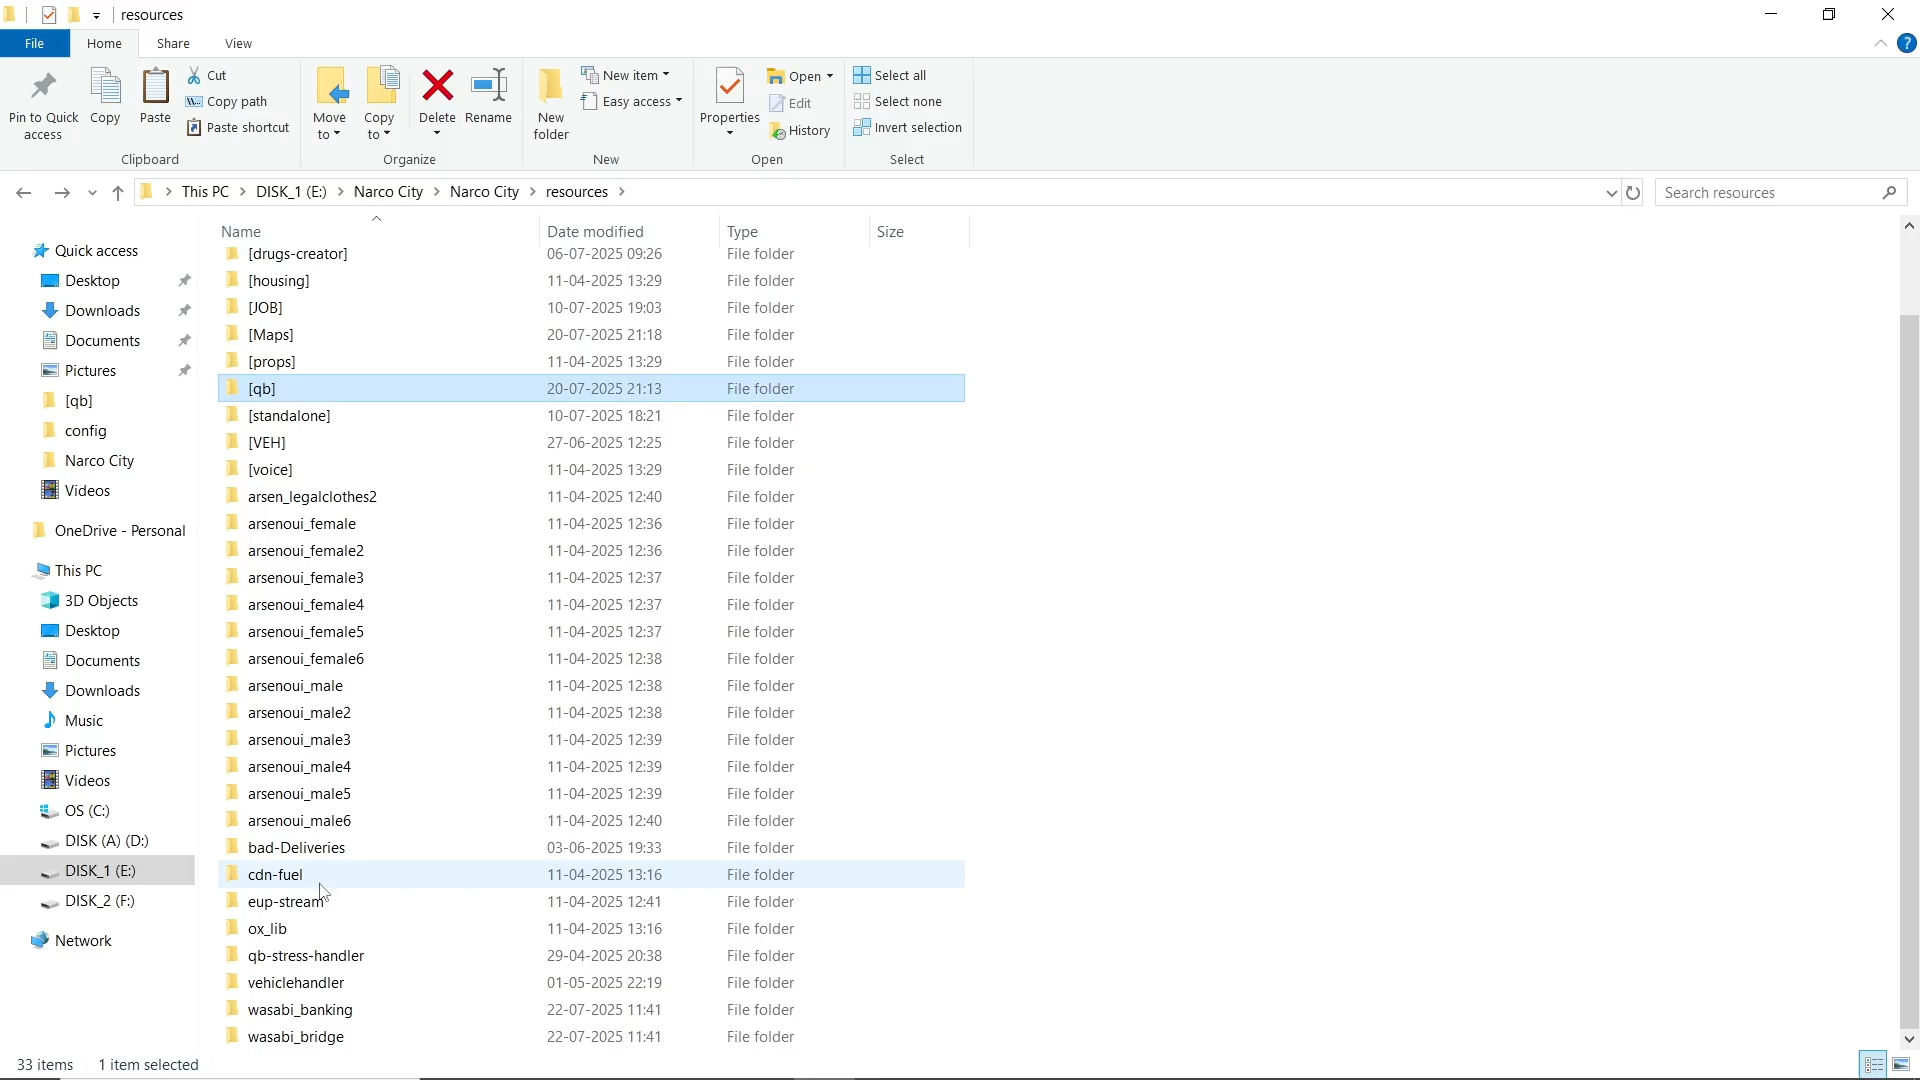 resources
File Home Share View
Pin to Quick access
Copy
Paste
Cut
Copy path
Paste shortcut
Clipboard
Move to
Copy to
Delete
Rename
Organize
New folder
New item
Easy access
New
Properties
Open
Edit
History
Open
Select all
Select none
Invert selection
Select
This PC > DISK_1 (E:) > Narco City > Narco City > resources >
Search resources
Quick access
Desktop
Downloads
Documents
Pictures
[qb]
config
Narco City
Videos
OneDrive - Personal
This PC
3D Objects
Desktop
Documents
Downloads
Music
Pictures
Videos
OS (C:)
DISK (A) (D:)
DISK_1 (E:)
DISK_2 (F:)
Network
Name Date modified Type Size
[drugs-creator] 06-07-2025 09:26 File folder
[housing] 11-04-2025 13:29 File folder
[JOB] 10-07-2025 19:03 File folder
[Maps] 20-07-2025 21:18 File folder
[props] 11-04-2025 13:29 File folder
[qb] 20-07-2025 21:13 File folder
[standalone] 10-07-2025 18:21 File folder
[VEH] 27-06-2025 12:25 File folder
[voice] 11-04-2025 13:29 File folder
arsen_legalclothes2 11-04-2025 12:40 File folder
arsenoui_female 11-04-2025 12:36 File folder
arsenoui_female2 11-04-2025 12:36 File folder
arsenoui_female3 11-04-2025 12:37 File folder
arsenoui_female4 11-04-2025 12:37 File folder
arsenoui_female5 11-04-2025 12:37 File folder
arsenoui_female6 11-04-2025 12:38 File folder
arsenoui_male 11-04-2025 12:38 File folder
arsenoui_male2 11-04-2025 12:38 File folder
arsenoui_male3 11-04-2025 12:39 File folder
arsenoui_male4 11-04-2025 12:39 File folder
arsenoui_male5 11-04-2025 12:39 File folder
arsenoui_male6 11-04-2025 12:40 File folder
bad-Deliveries 03-06-2025 19:33 File folder
cdn-fuel 11-04-2025 13:16 File folder
eup-stream 11-04-2025 12:41 File folder
ox_lib 11-04-2025 13:16 File folder
qb-stress-handler 29-04-2025 20:38 File folder
vehiclehandler 01-05-2025 22:19 File folder
wasabi_banking 22-07-2025 11:41 File folder
wasabi_bridge 22-07-2025 11:41 File folder
33 items 1 item selected